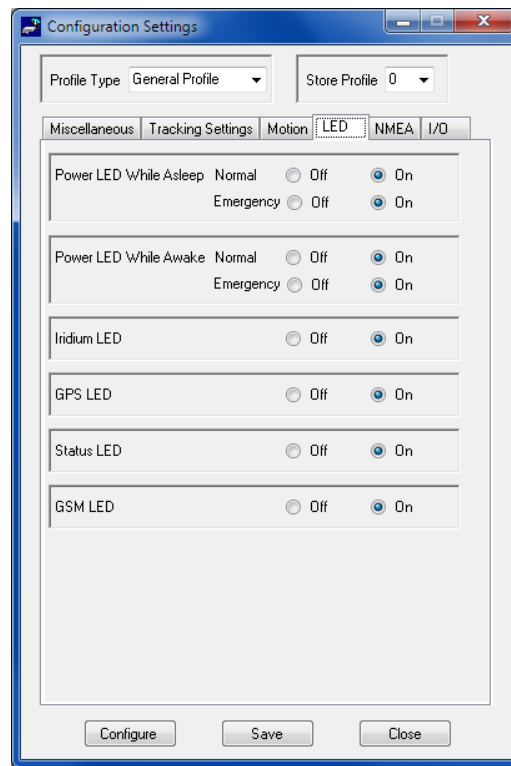 Configuration Settings
Profile Type General Profile
Store Profile 0
Miscellaneous Tracking Settings Motion LED NMEA I/O
Power LED While Asleep Normal Off On
Emergency Off On
Power LED While Awake Normal Off On
Emergency Off On
Iridium LED Off On
GPS LED Off On
Status LED Off On
GSM LED Off On
Configure Save Close